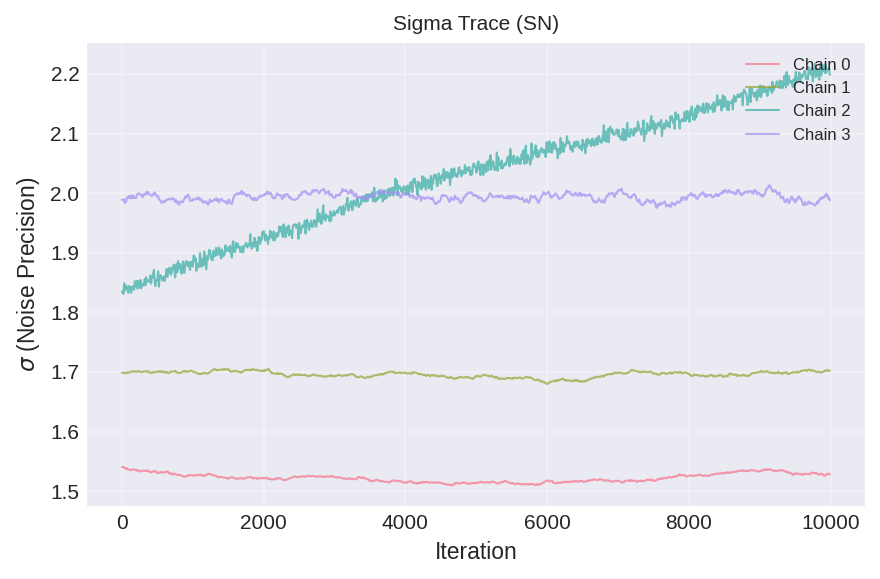 Sigma Trace (SN)
Chain 0
Chain 1
Chain 2
Chain 3
σ (Noise Precision)
2.2
2.1
2.0
1.9
1.8
1.7
1.6
1.5
0 2000 4000 6000 8000 10000
Iteration